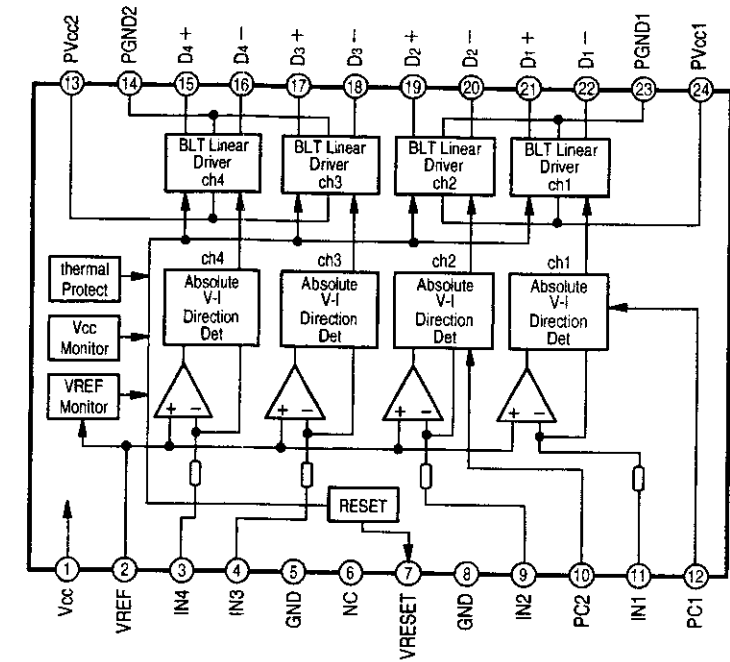 PVcc2
PGND2
D4 +
D4 −
D3 +
D3 −
D2 +
D2 −
D1 +
D1 −
PGND1
PVcc1
13
14
15
16
17
18
19
20
21
22
23
24
BLT Linear
Driver
ch4
BLT Linear
Driver
ch3
BLT Linear
Driver
ch2
BLT Linear
Driver
ch1
ch4
ch3
ch2
ch1
thermal
Protect
Vcc
Monitor
VREF
Monitor
Absolute
V-I
Direction
Det
Absolute
V-I
Direction
Det
Absolute
V-I
Direction
Det
Absolute
V-I
Direction
Det
+ −
+ −
+ −
+ −
RESET
1
2
3
4
5
6
7
8
9
10
11
12
Vcc
VREF
IN4
IN3
GND
NC
VRESET
GND
IN2
PC2
IN1
PC1